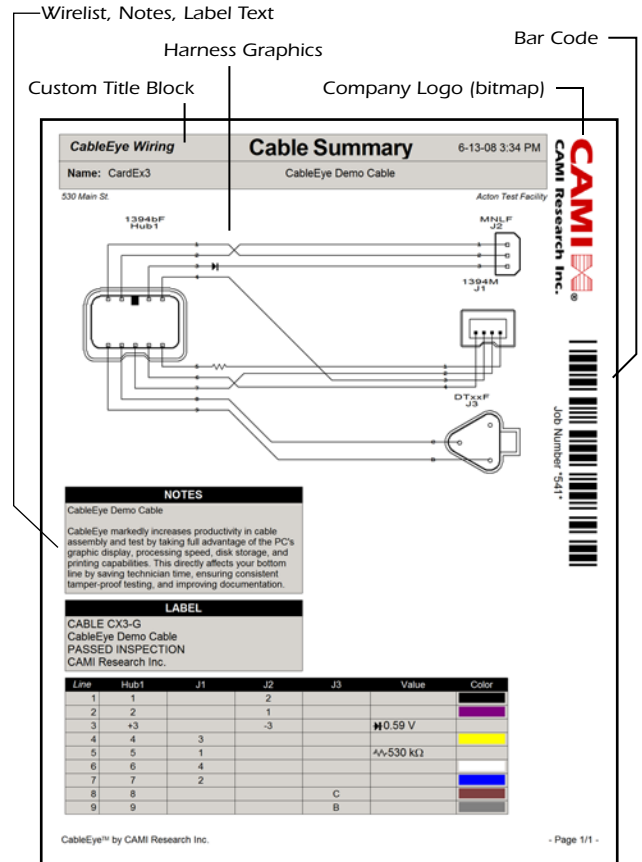 Wirelist, Notes, Label Text
Bar Code
Harness Graphics
Custom Title Block
Company Logo (bitmap)
CableEye Wiring
Cable Summary
6-13-08 3:34 PM
Name: CardEx3
CableEye Demo Cable
530 Main St.
Acton Test Facility
CAMI
CAMI Research Inc.
®
1394bF
Hub1
MNLF
J2
1394M
J1
DTxxF
J3
Job Number *541*
NOTES
CableEye Demo Cable
CableEye markedly increases productivity in cable
assembly and test by taking full advantage of the PC's
graphic display, processing speed, disk storage, and
printing capabilities. This directly affects your bottom
line by saving technician time, ensuring consistent
tamper-proof testing, and improving documentation.
LABEL
CABLE CX3-G
CableEye Demo Cable
PASSED INSPECTION
CAMI Research Inc.
Line Hub1 J1 J2 J3 Value Color
1 1 2
2 2 1
3 +3 -3 0.59 V
4 4 3
5 5 1 530 kΩ
6 6 4
7 7 2
8 8 C
9 9 B
CableEye™ by CAMI Research Inc.
- Page 1/1 -